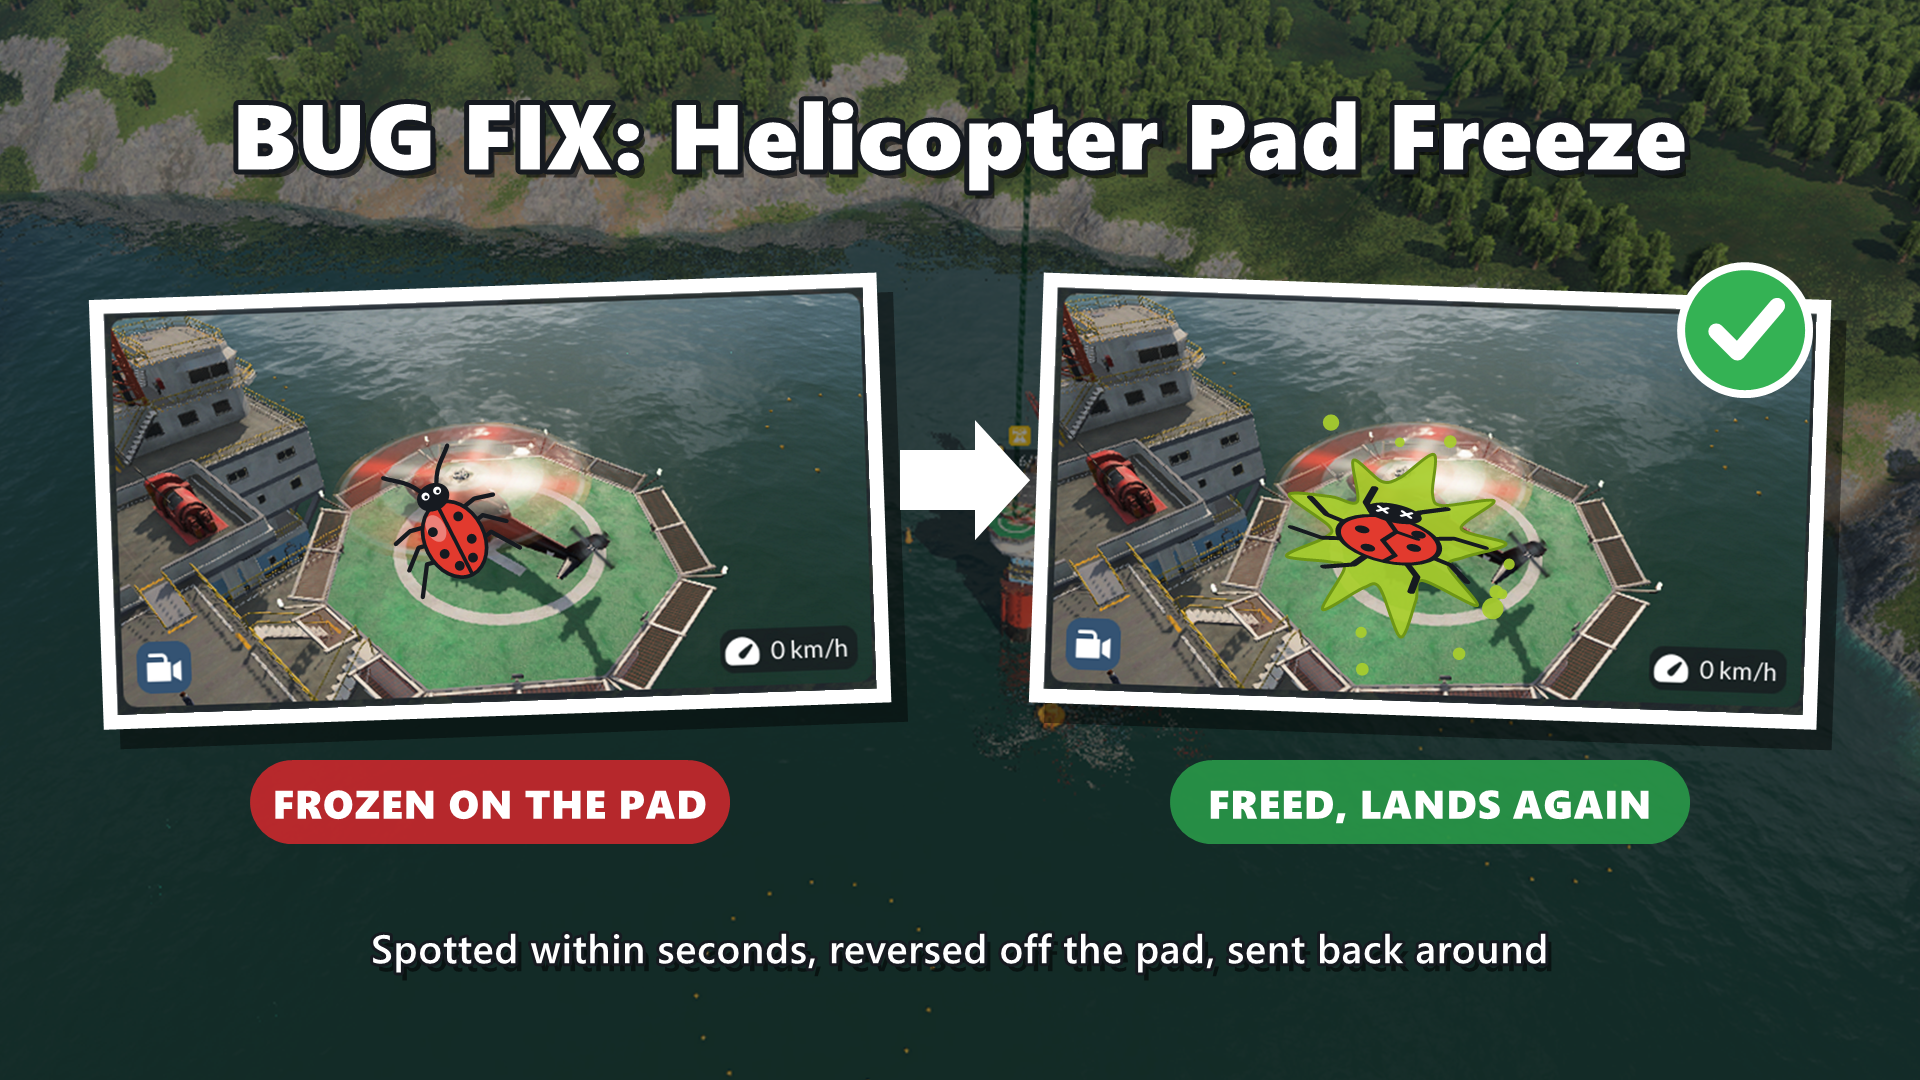 BUG FIX: Helicopter Pad Freeze
0 km/h
0 km/h
FROZEN ON THE PAD
FREED, LANDS AGAIN
Spotted within seconds, reversed off the pad, sent back around